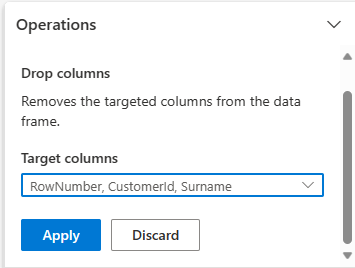 Operations
Drop columns
Removes the targeted columns from the data
frame.
Target columns
RowNumber, CustomerId, Surname
Apply
Discard